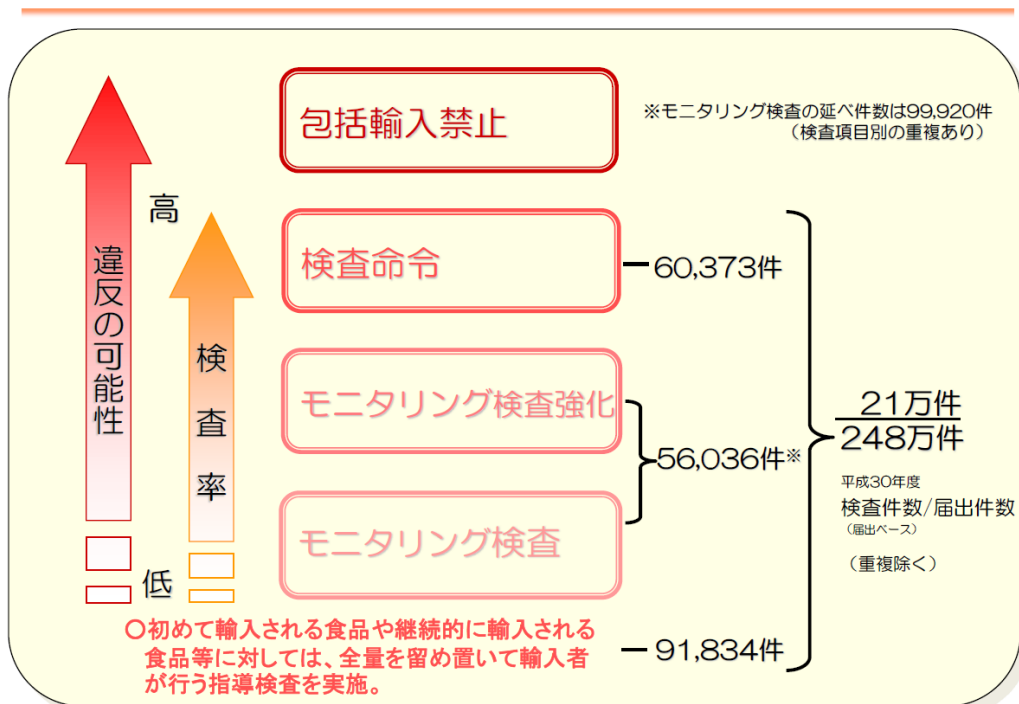 包括輸入禁止
※モニタリング検査の延べ件数は99,920件
（検査項目別の重複あり）
高
違反の可能性
検査率
検査命令
60,373件
モニタリング検査強化
56,036件※
モニタリング検査
21万件
248万件
平成30年度
検査件数/届出件数
（届出ベース）
（重複除く）
低
〇初めて輸入される食品や継続的に輸入される
食品等に対しては、全量を留め置いて輸入者
が行う指導検査を実施。
91,834件